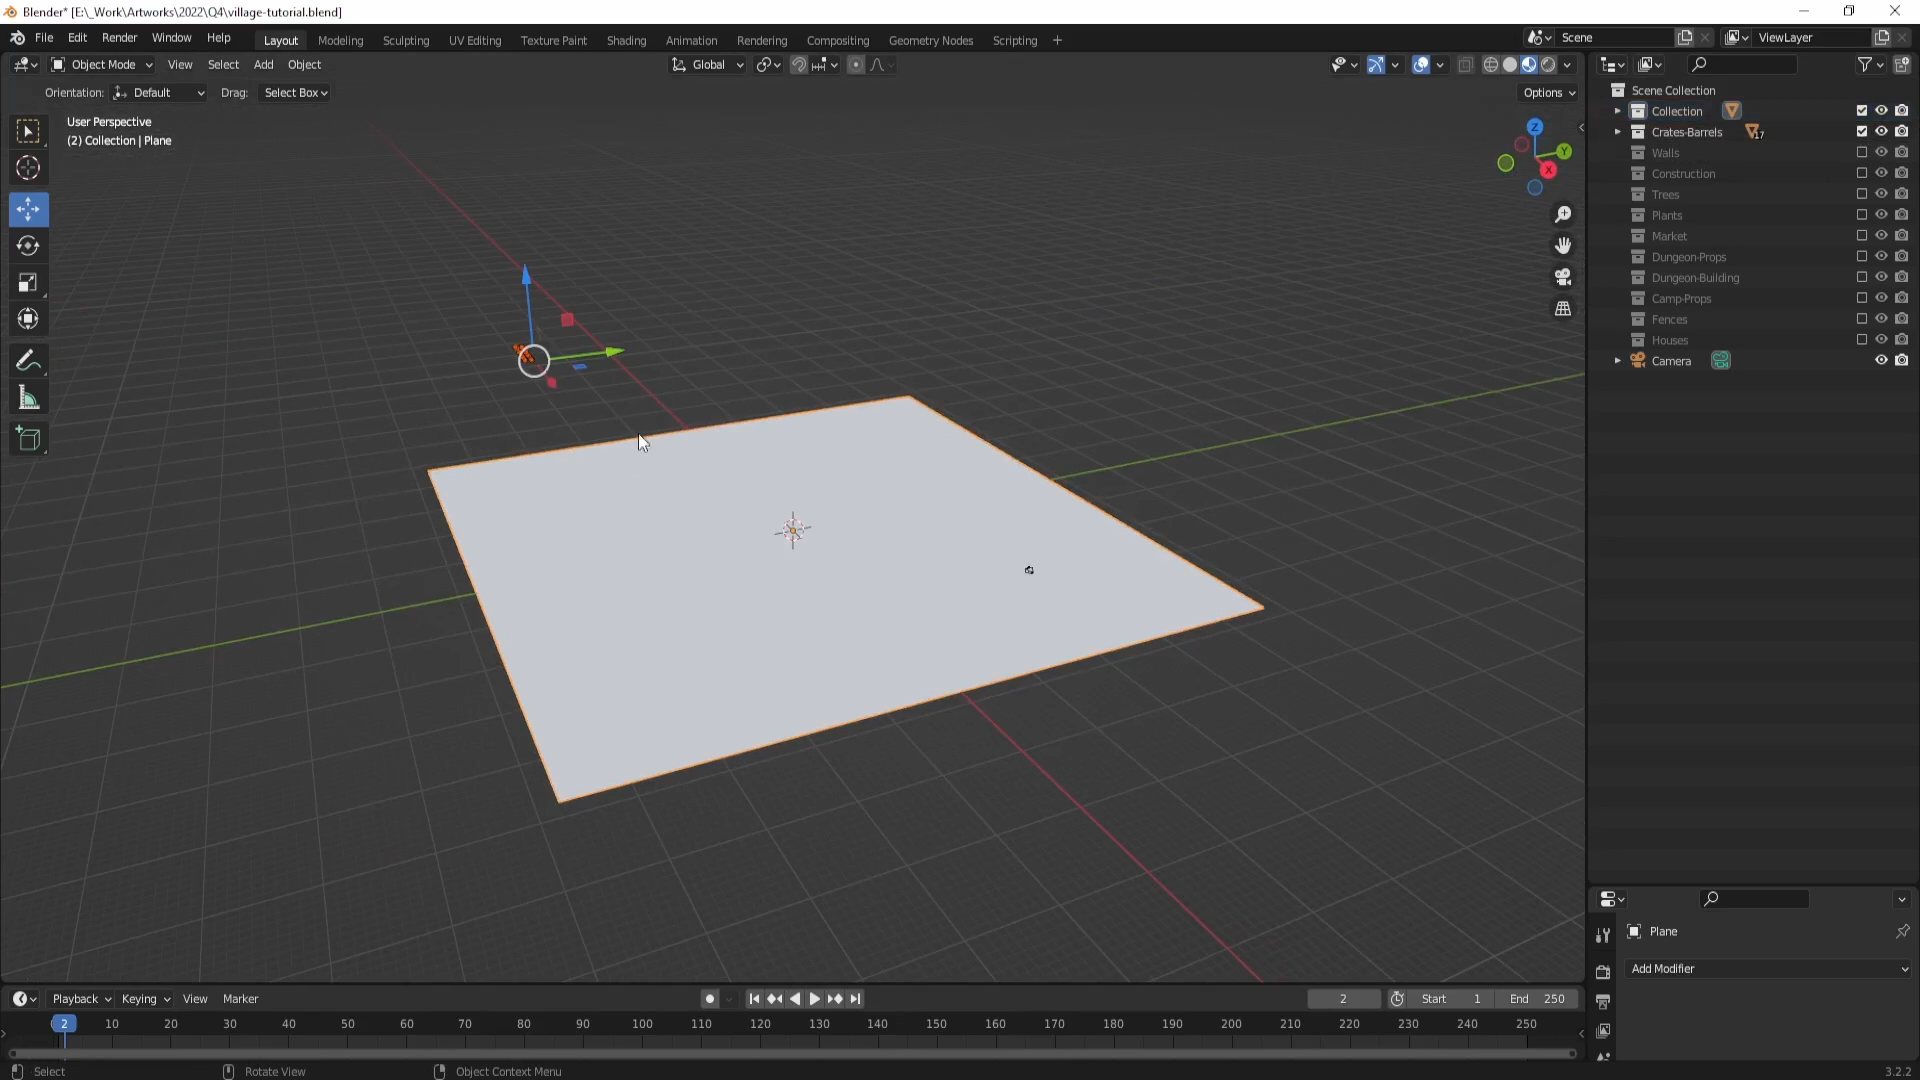 Blender* [E:\_Work\Artworks\2022\Q4\village-tutorial.blend]
File Edit Render Window Help
Layout Modeling Sculpting UV Editing Texture Paint Shading Animation Rendering Compositing Geometry Nodes Scripting +
Scene
ViewLayer
Object Mode View Select Add Object
Global
Orientation: Default Drag: Select Box
Options
User Perspective
(2) Collection | Plane
Z
Y
X
Scene Collection
Collection
Crates-Barrels 17
Walls
Construction
Trees
Plants
Market
Dungeon-Props
Dungeon-Building
Camp-Props
Fences
Houses
Camera
Plane
Add Modifier
Playback Keying View Marker
2
Start 1
End 250
2 10 20 30 40 50 60 70 80 90 100 110 120 130 140 150 160 170 180 190 200 210 220 230 240 250
Select
Rotate View
Object Context Menu
3.2.2